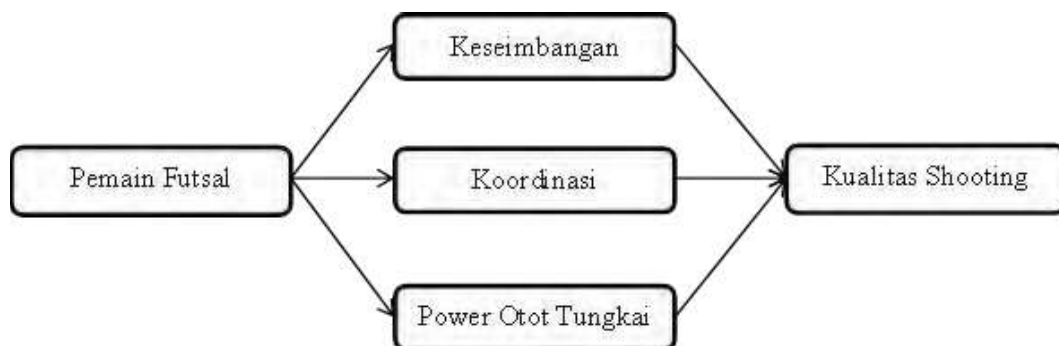 Keseimbangan
Pemain Futsal
Koordinasi
Kualitas Shooting
Power Otot Tungkai